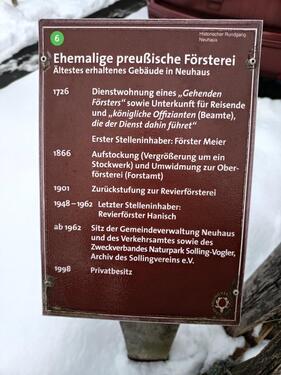 6
Historischer Rundgang
Neuhaus
Ehemalige preußische Försterei
Ältestes erhaltenes Gebäude in Neuhaus
1726 Dienstwohnung eines „Gehenden
Försters" sowie Unterkunft für Reisende
und „königliche Offizianten (Beamte),
die der Dienst dahin führet"
Erster Stelleninhaber: Förster Meier
1866 Aufstockung (Vergrößerung um ein
Stockwerk) und Umwidmung zur Ober-
försterei (Forstamt)
1901 Zurückstufung zur Revierförsterei
1948 – 1962 Letzter Stelleninhaber:
Revierförster Hanisch
ab 1962 Sitz der Gemeindeverwaltung Neuhaus
und des Verkehrsamtes sowie des
Zweckverbandes Naturpark Solling-Vogler,
Archiv des Sollingvereins e.V.
1998 Privatbesitz